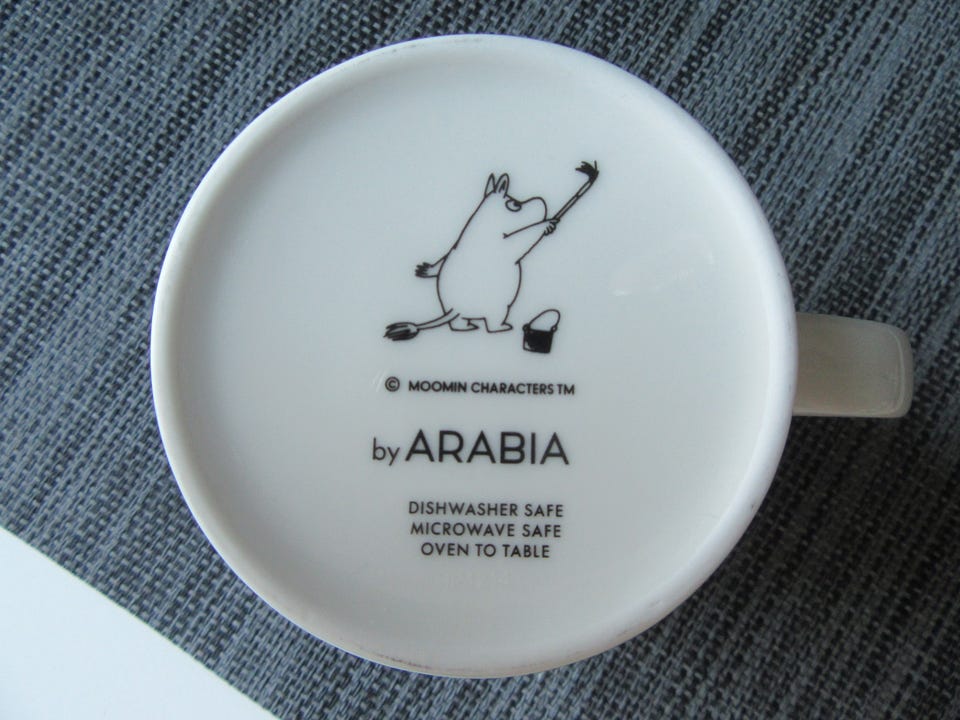 © MOOMIN CHARACTERS TM
by ARABIA
DISHWASHER SAFE
MICROWAVE SAFE
OVEN TO TABLE